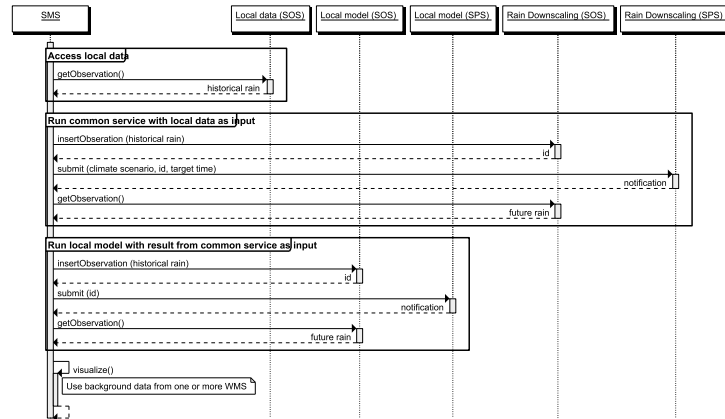 SMS
Local data (SOS)
Local model (SOS)
Local model (SPS)
Rain Downscaling (SOS)
Rain Downscaling (SPS)
Access local data
getObservation()
historical rain
Run common service with local data as input
insertObseration (historical rain)
id
submit (climate scenario, id, target time)
notification
getObservation()
future rain
Run local model with result from common service as input
insertObservation (historical rain)
id
submit (id)
notification
getObservation()
future rain
visualize()
Use background data from one or more WMS